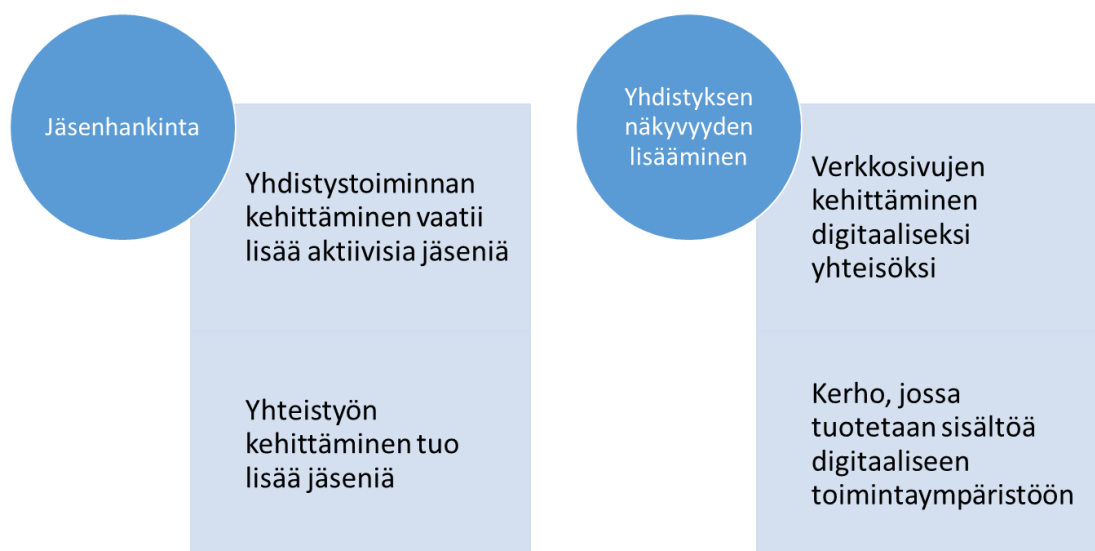 Jäsenhankinta
Yhdistystoiminnan
kehittäminen vaatii
lisää aktiivisia jäseniä
Yhteistyön
kehittäminen tuo
lisää jäseniä
Yhdistyksen
näkyvyyden
lisääminen
Verkkosivujen
kehittäminen
digitaaliseksi
yhteisöksi
Kerho, jossa
tuotetaan sisältöä
digitaaliseen
toimintaympäristöön